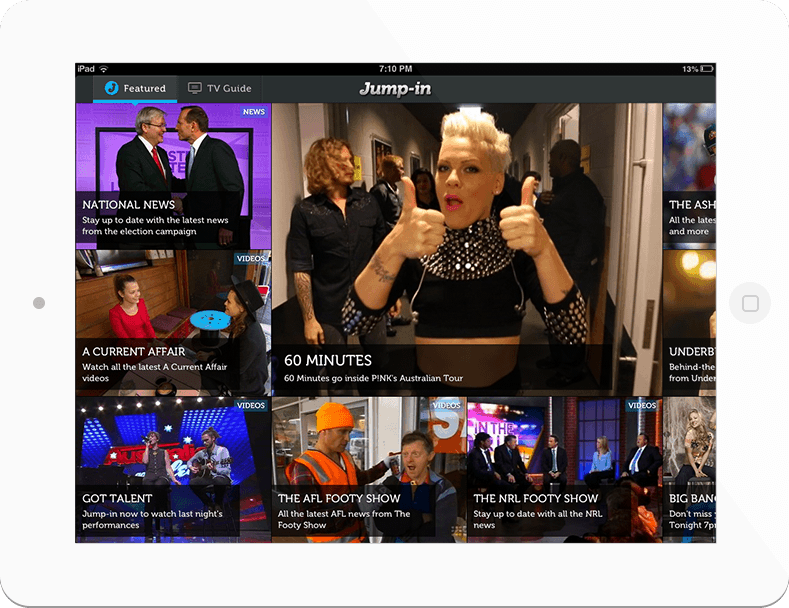 iPad
7:10 PM
13%
Featured
TV Guide
Jump-in
NEWS
NATIONAL NEWS
Stay up to date with the latest news
from the election campaign
VIDEOS
A CURRENT AFFAIR
Watch all the latest A Current Affair
videos
60 MINUTES
60 Minutes go inside P!NK's Australian Tour
THE ASH
All the lates
and more
UNDERB
Behind-the
from Under
VIDEOS
GOT TALENT
Jump-in now to watch last night's
performances
VIDEOS
THE AFL FOOTY SHOW
All the latest AFL news from The
Footy Show
VIDEOS
IN THE
THE NRL FOOTY SHOW
Stay up to date with all the NRL
news
BIG BANG
Don't miss
Tonight 7p